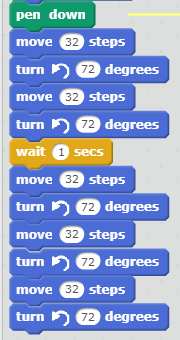 pen down
move 32 steps
turn 72 degrees
move 32 steps
turn 72 degrees
wait 1 secs
move 32 steps
turn 72 degrees
move 32 steps
turn 72 degrees
move 32 steps
turn 72 degrees